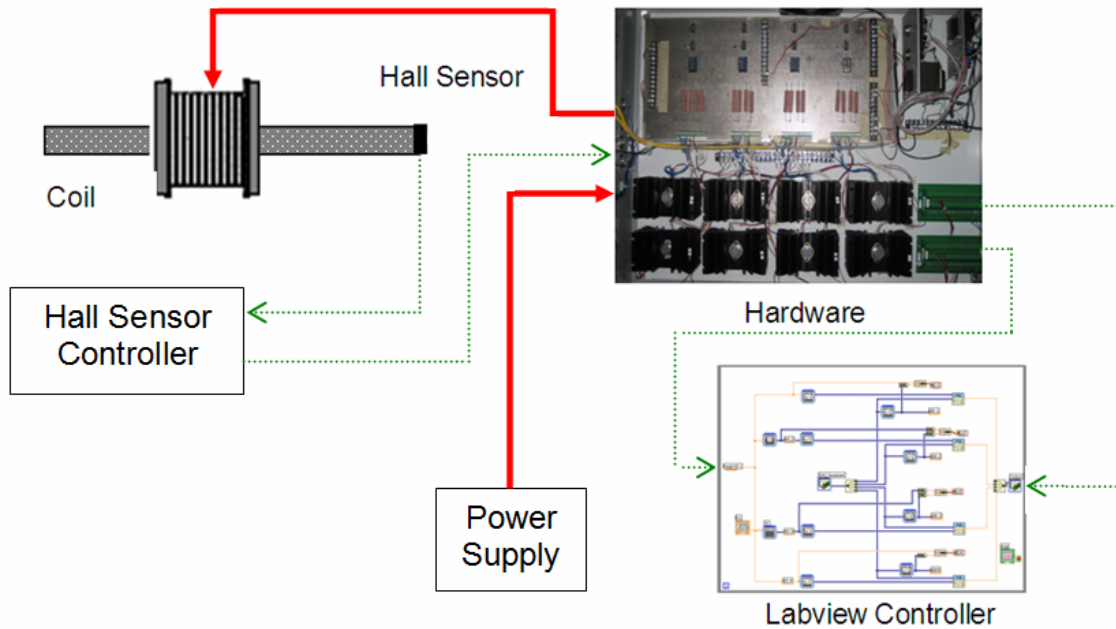 Hall Sensor
Coil
Hall Sensor
Controller
Hardware
Power
Supply
Labview Controller